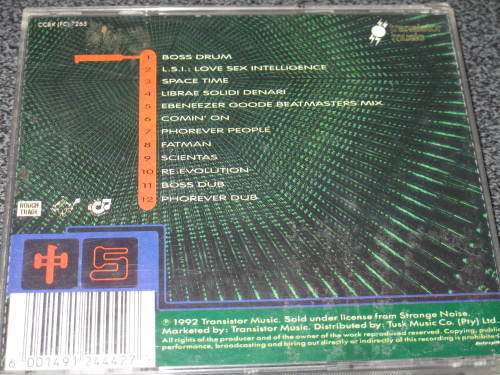 CCBK (FC) 7265
1 BOSS DRUM
2 L.S.I.: LOVE SEX INTELLIGENCE
3 SPACE TIME
4 LIBRAE SOLIDI DENARI
5 EBENEEZER GOODE BEATMASTERS MIX
6 COMIN' ON
7 PHOREVER PEOPLE
8 FATMAN
9 SCIENTAS
10 RE:EVOLUTION
11 BOSS DUB
12 PHOREVER DUB
ROUGH
TRADE
中 5
℗ 1992 Transistor Music. Sold under license from Strange Noise.
Marketed by: Transistor Music. Distributed by: Tusk Music Co. (Pty) Ltd.
All rights of the producer and of the owner of the work reproduced reserved. Copying, public
performance, broadcasting and hiring out directly or indirectly of this recording is prohibited
6 001491 244427